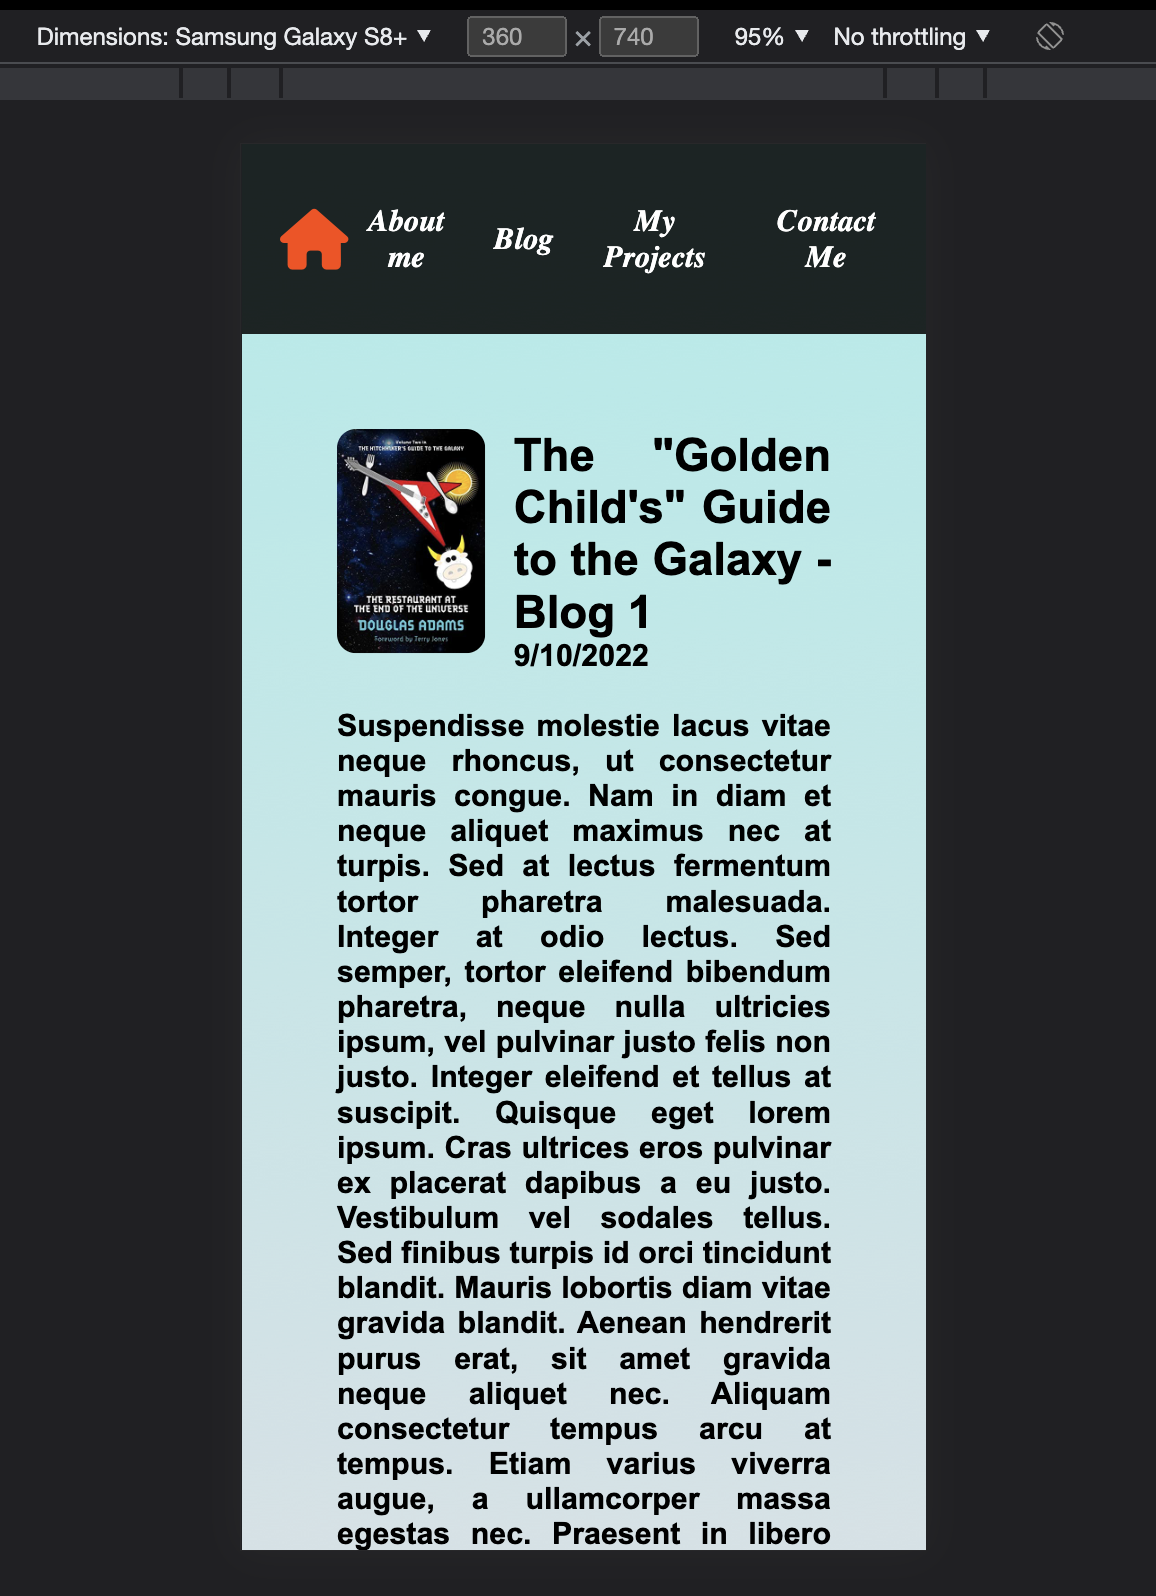 Dimensions: Samsung Galaxy S8+ ▼ 360 × 740 95% ▼ No throttling ▼
About me
Blog
My Projects
Contact Me
Volume Two in
THE HITCHHIKER'S GUIDE TO THE GALAXY
THE RESTAURANT AT
THE END OF THE UNIVERSE
DOUGLAS ADAMS
Foreword by Terry Jones
The "Golden
Child's" Guide
to the Galaxy -
Blog 1
9/10/2022
Suspendisse molestie lacus vitae
neque rhoncus, ut consectetur
mauris congue. Nam in diam et
neque aliquet maximus nec at
turpis. Sed at lectus fermentum
tortor pharetra malesuada.
Integer at odio lectus. Sed
semper, tortor eleifend bibendum
pharetra, neque nulla ultricies
ipsum, vel pulvinar justo felis non
justo. Integer eleifend et tellus at
suscipit. Quisque eget lorem
ipsum. Cras ultrices eros pulvinar
ex placerat dapibus a eu justo.
Vestibulum vel sodales tellus.
Sed finibus turpis id orci tincidunt
blandit. Mauris lobortis diam vitae
gravida blandit. Aenean hendrerit
purus erat, sit amet gravida
neque aliquet nec. Aliquam
consectetur tempus arcu at
tempus. Etiam varius viverra
augue, a ullamcorper massa
egestas nec. Praesent in libero